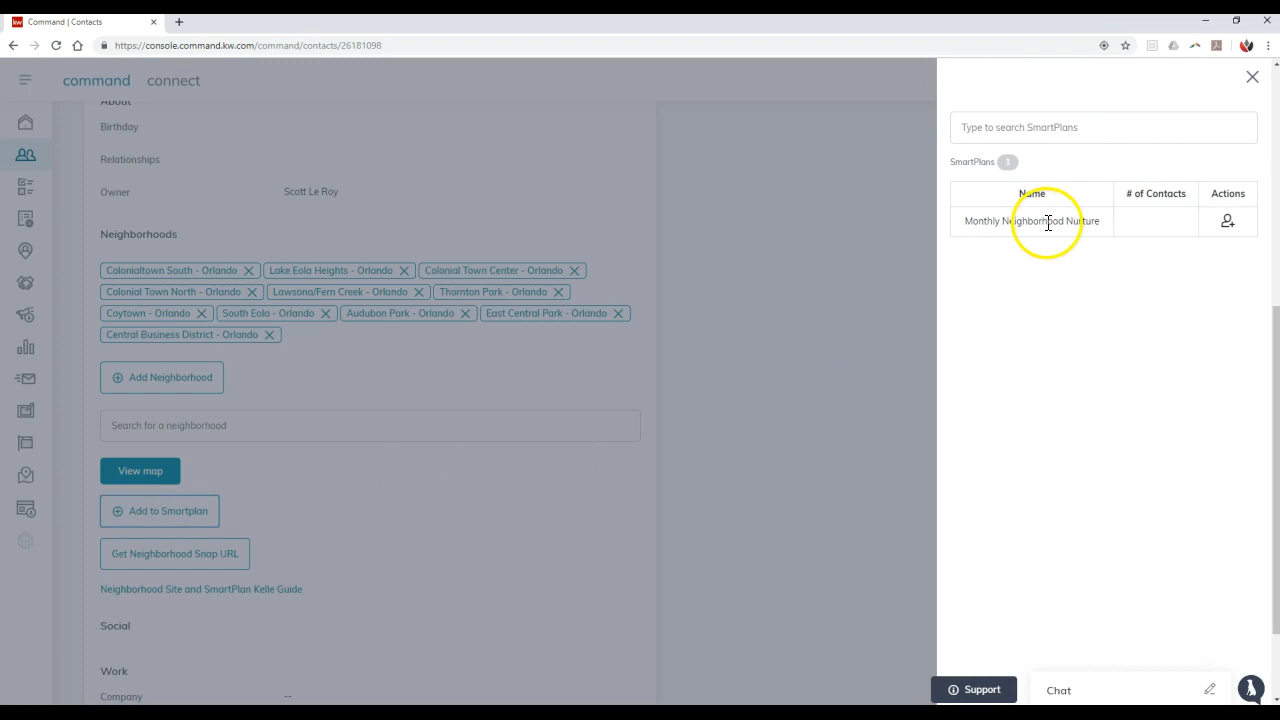 kw Command | Contacts
https://console.command.kw.com/command/contacts/26181098
command connect
About
Birthday
Relationships
Owner Scott Le Roy
Neighborhoods
Colonialtown South - Orlando Lake Eola Heights - Orlando Colonial Town Center - Orlando
Colonial Town North - Orlando Lawsona/Fern Creek - Orlando Thornton Park - Orlando
Coytown - Orlando South Eolo - Orlando Audubon Park - Orlando East Central Park - Orlando
Central Business District - Orlando
Add Neighborhood
Search for a neighborhood
View map
Add to Smartplan
Get Neighborhood Snap URL
Neighborhood Site and SmartPlan Kelle Guide
Social
Work
Company --
Type to search SmartPlans
SmartPlans 1
Name # of Contacts Actions
Monthly Neighborhood Nurture
Support
Chat